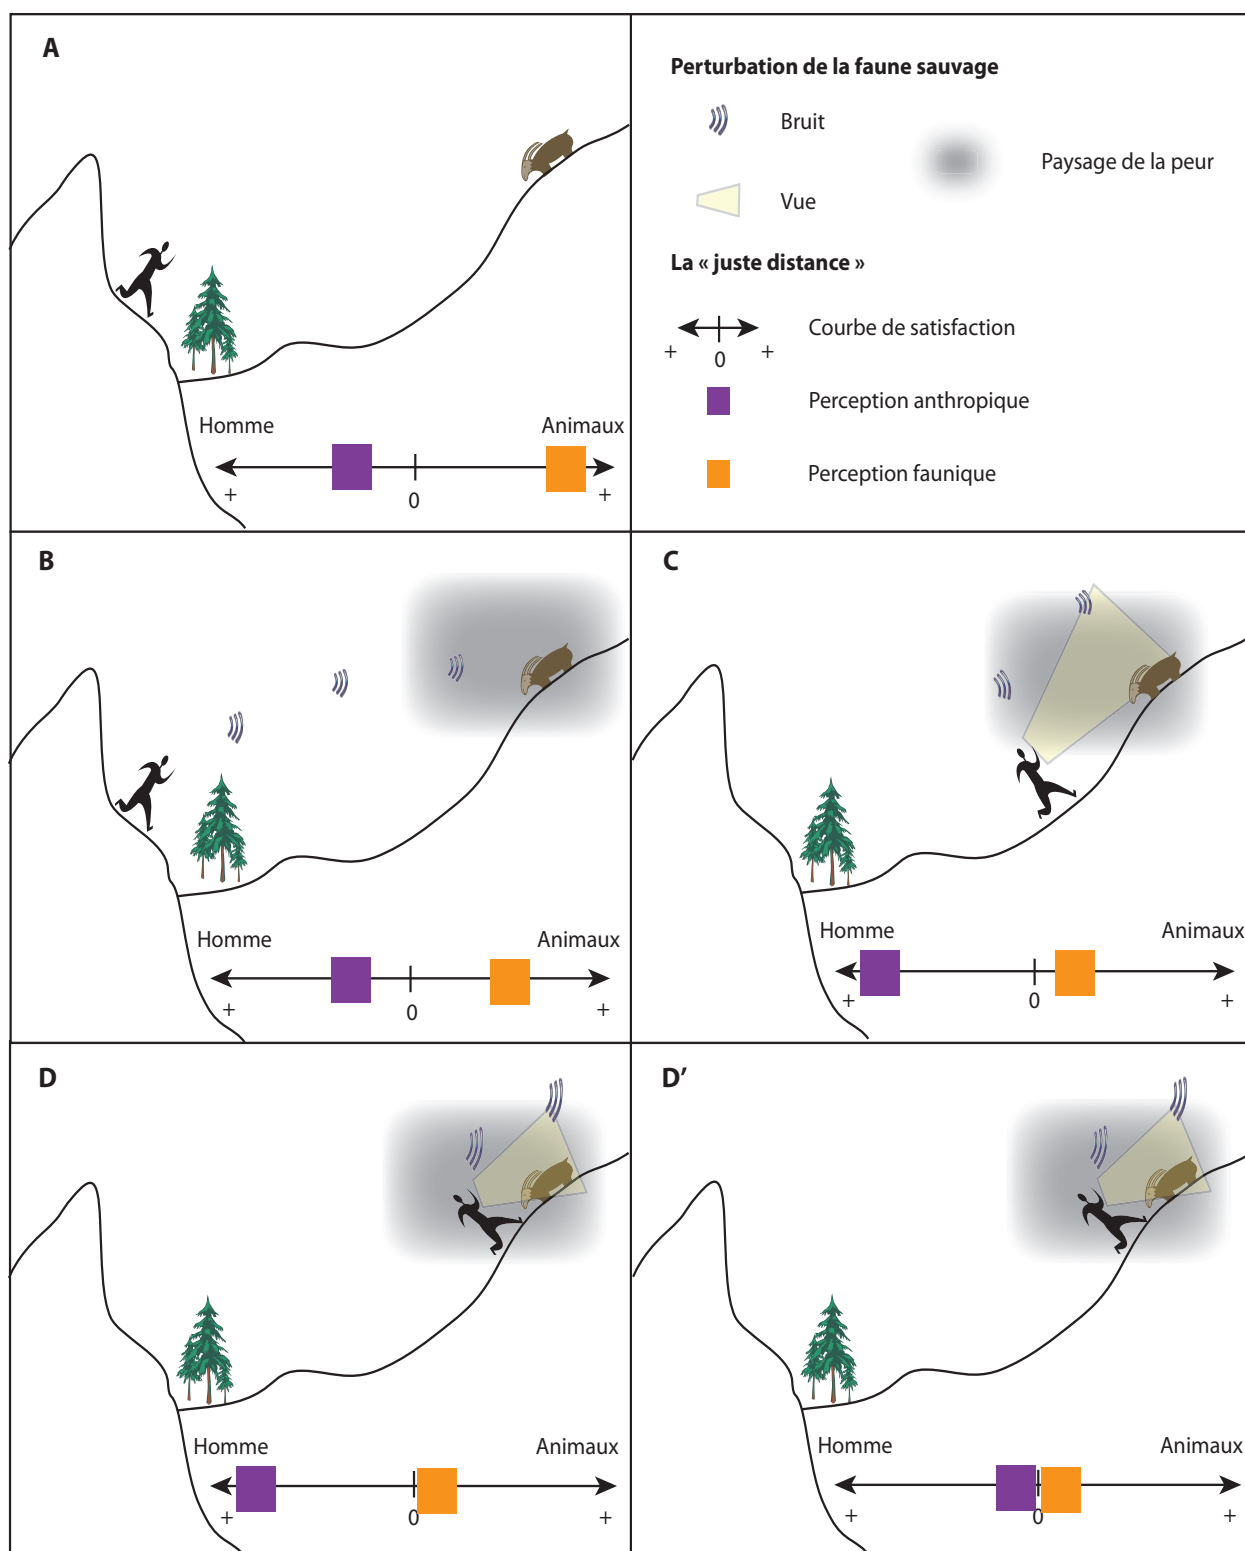 A
Homme
Animaux
+
0
+
Perturbation de la faune sauvage
Bruit
Vue
Paysage de la peur
La « juste distance »
+
0
+
Courbe de satisfaction
Perception anthropique
Perception faunique
B
Homme
Animaux
+
0
+
C
Homme
Animaux
+
0
+
D
Homme
Animaux
+
0
+
D’
Homme
Animaux
+
0
+